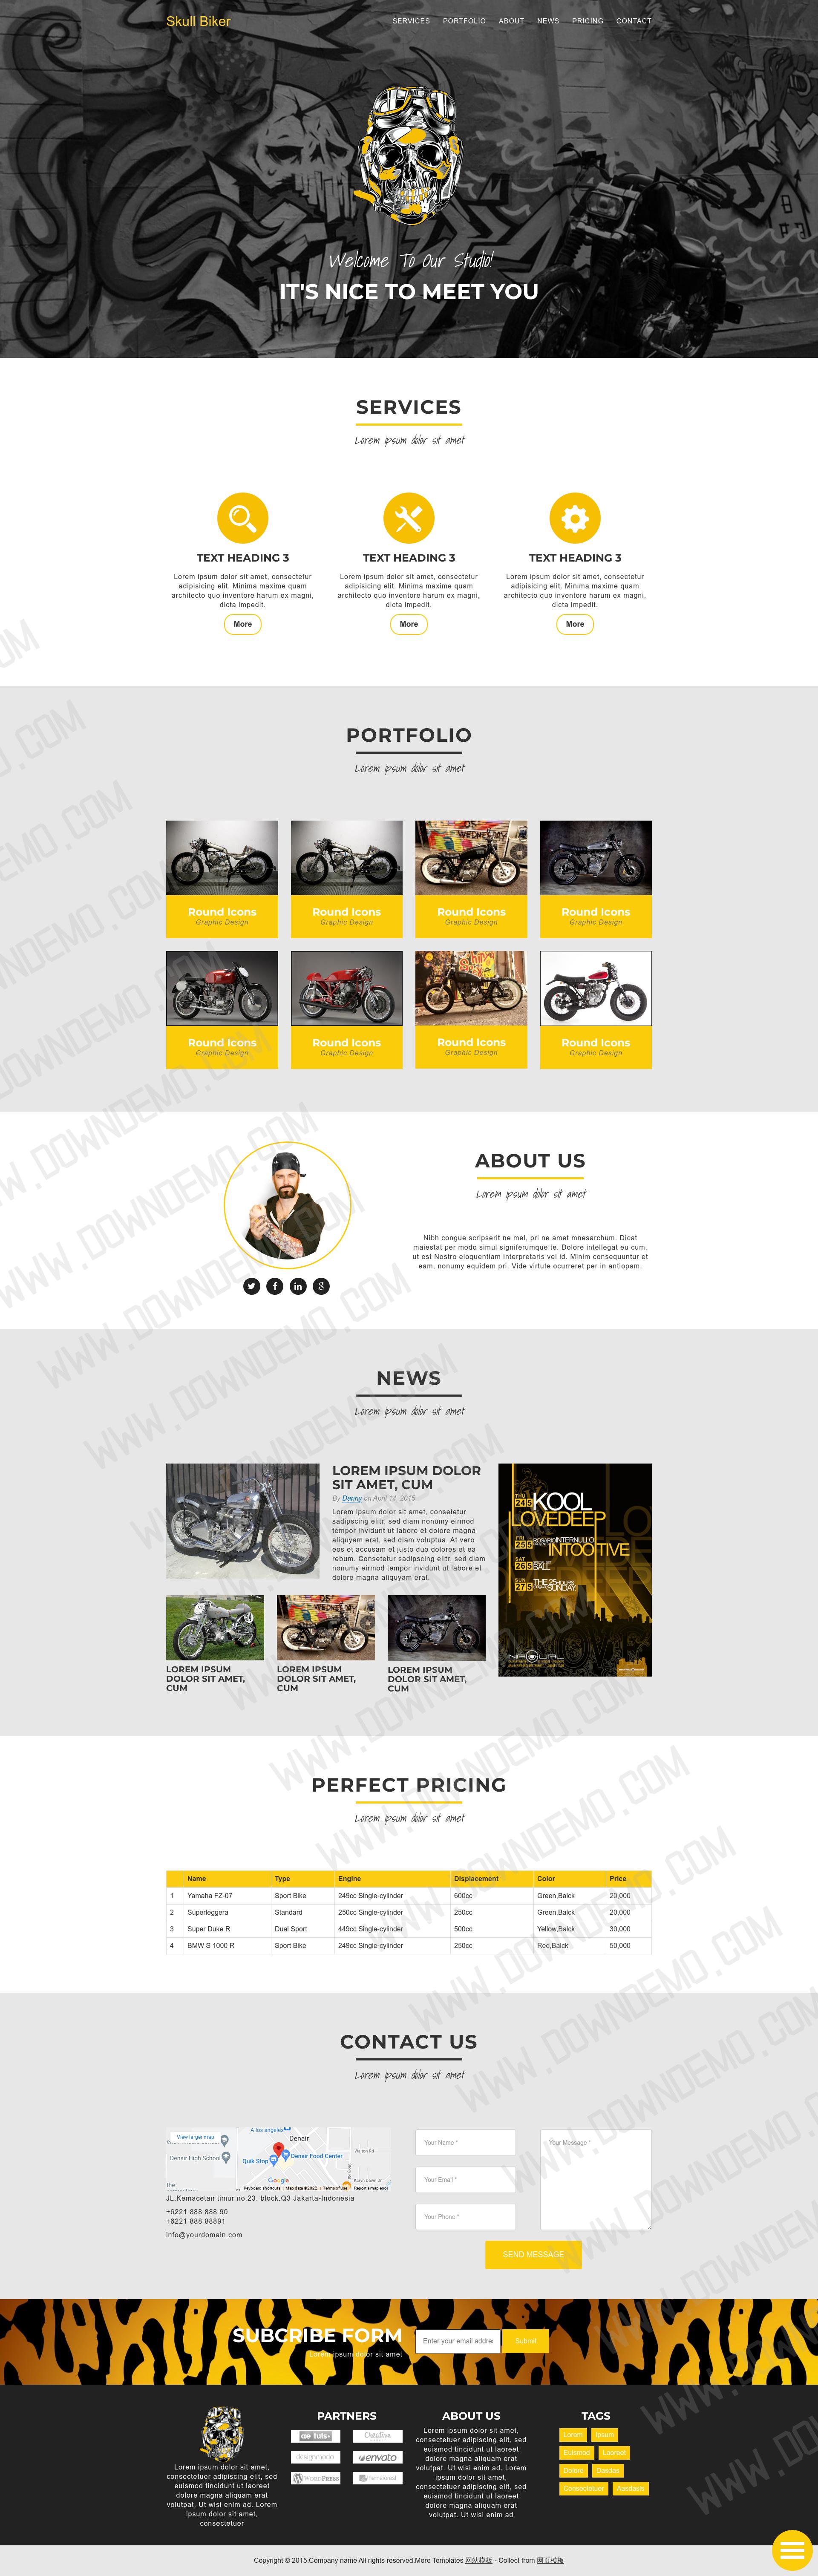 Skull Biker
SERVICES PORTFOLIO ABOUT NEWS PRICING CONTACT
Welcome To Our Studio!
IT'S NICE TO MEET YOU
SERVICES
Lorem ipsum dolor sit amet
TEXT HEADING 3
Lorem ipsum dolor sit amet, consectetur
adipisicing elit. Minima maxime quam
architecto quo inventore harum ex magni,
dicta impedit.
More
TEXT HEADING 3
Lorem ipsum dolor sit amet, consectetur
adipisicing elit. Minima maxime quam
architecto quo inventore harum ex magni,
dicta impedit.
More
TEXT HEADING 3
Lorem ipsum dolor sit amet, consectetur
adipisicing elit. Minima maxime quam
architecto quo inventore harum ex magni,
dicta impedit.
More
PORTFOLIO
Lorem ipsum dolor sit amet
Round Icons
Graphic Design
Round Icons
Graphic Design
Round Icons
Graphic Design
Round Icons
Graphic Design
Round Icons
Graphic Design
Round Icons
Graphic Design
Round Icons
Graphic Design
Round Icons
Graphic Design
ABOUT US
Lorem ipsum dolor sit amet
Nibh congue scripserit ne mel, pri ne amet mnesarchum. Dicat
maiestat per modo simul signiferumque te. Dolore intellegat eu cum,
ut est Nostro eloquentiam interpretaris vel id. Minim consequuntur et
eam, nonumy equidem pri. Vide virtute ocurreret per in antiopam.
NEWS
Lorem ipsum dolor sit amet
LOREM IPSUM DOLOR
SIT AMET, CUM
By Danny on April 14, 2015
Lorem ipsum dolor sit amet, consetetur
sadipscing elitr, sed diam nonumy eirmod
tempor invidunt ut labore et dolore magna
aliquyam erat, sed diam voluptua. At vero
eos et accusam et justo duo dolores et ea
rebum. Consetetur sadipscing elitr, sed diam
nonumy eirmod tempor invidunt ut labore et
dolore magna aliquyam erat.
KOOL
LOVEDEEP
INTOOITIVE
LOREM IPSUM
DOLOR SIT AMET,
CUM
LOREM IPSUM
DOLOR SIT AMET,
CUM
LOREM IPSUM
DOLOR SIT AMET,
CUM
PERFECT PRICING
Lorem ipsum dolor sit amet
Name Type Engine Displacement Color Price
1 Yamaha FZ-07 Sport Bike 249cc Single-cylinder 600cc Green,Balck 20,000
2 Superleggera Standard 250cc Single-cylinder 250cc Green,Balck 20,000
3 Super Duke R Dual Sport 449cc Single-cylinder 500cc Yellow,Balck 30,000
4 BMW S 1000 R Sport Bike 249cc Single-cylinder 250cc Red,Balck 50,000
CONTACT US
Lorem ipsum dolor sit amet
View larger map
A los angeles
Denair
Denair High School
Quik Stop
Denair Food Center
Google
Keyboard shortcuts Map data ©2022 Terms of Use Report a map error
JL.Kemacetan timur no.23. block.Q3 Jakarta-Indonesia
+6221 888 888 90
+6221 888 88891
info@yourdomain.com
Your Name *
Your Email *
Your Phone *
Your Message *
SEND MESSAGE
SUBCRIBE FORM
Lorem ipsum dolor sit amet
Enter your email addres
Submit
Lorem ipsum dolor sit amet,
consectetuer adipiscing elit, sed
euismod tincidunt ut laoreet
dolore magna aliquam erat
volutpat. Ut wisi enim ad. Lorem
ipsum dolor sit amet,
consectetuer
PARTNERS
ae tuts+
designmodo
envato
WORDPRESS
themeforest
ABOUT US
Lorem ipsum dolor sit amet,
consectetuer adipiscing elit, sed
euismod tincidunt ut laoreet
dolore magna aliquam erat
volutpat. Ut wisi enim ad. Lorem
ipsum dolor sit amet,
consectetuer adipiscing elit, sed
euismod tincidunt ut laoreet
dolore magna aliquam erat
volutpat. Ut wisi enim ad
TAGS
Lorem Ipsum
Euismod Laoreet
Dolore Dasdas
Consectetuer Aasdasds
Copyright © 2015.Company name All rights reserved.More Templates 网站模板 - Collect from 网页模板
WWW.DOWNDEMO.COM